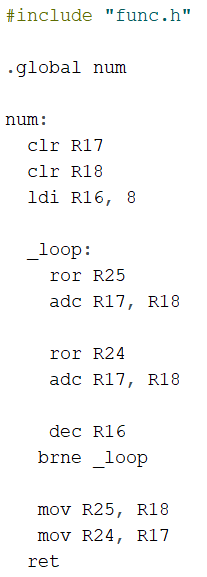 #include "func.h"
.global num
num:
clr R17
clr R18
ldi R16, 8
_loop:
ror R25
adc R17, R18
ror R24
adc R17, R18
dec R16
brne _loop
mov R25, R18
mov R24, R17
ret